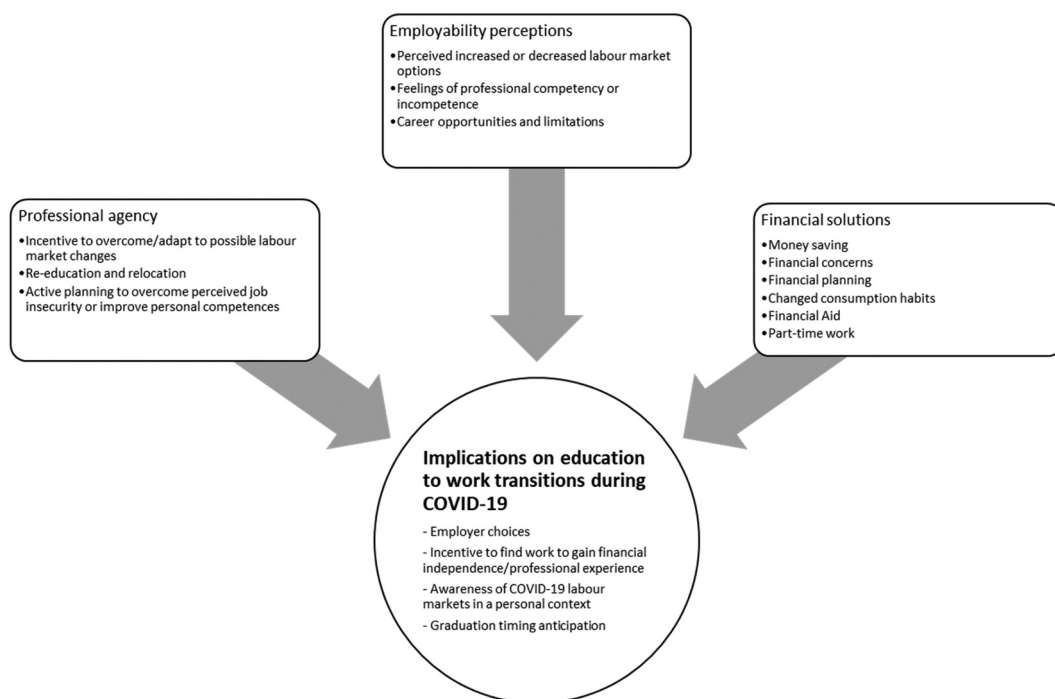 Employability perceptions
•Perceived increased or decreased labour market
options
•Feelings of professional competency or
incompetence
•Career opportunities and limitations
Professional agency
•Incentive to overcome/adapt to possible labour
market changes
•Re-education and relocation
•Active planning to overcome perceived job
insecurity or improve personal competences
Financial solutions
•Money saving
•Financial concerns
•Financial planning
•Changed consumption habits
•Financial Aid
•Part-time work
Implications on education
to work transitions during
COVID-19
- Employer choices
- Incentive to find work to gain financial
independence/professional experience
- Awareness of COVID-19 labour
markets in a personal context
- Graduation timing anticipation